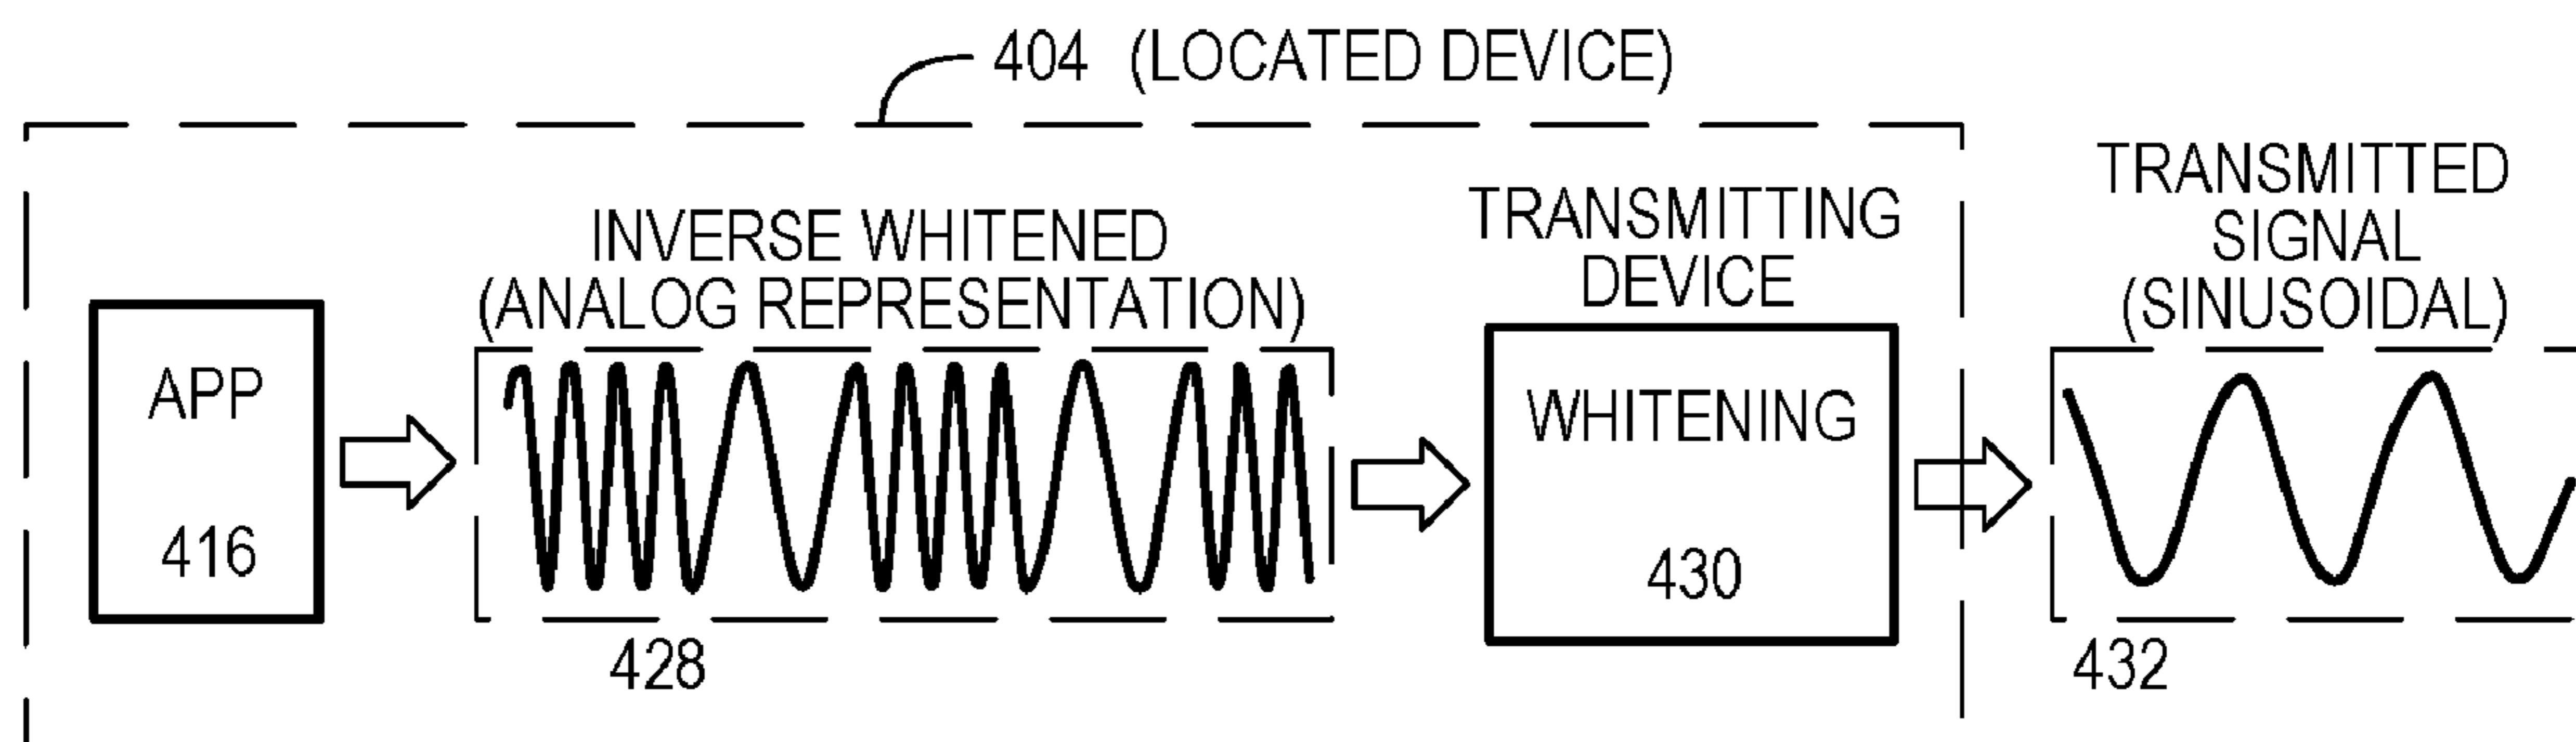 404 (LOCATED DEVICE)
APP
416
INVERSE WHITENED
(ANALOG REPRESENTATION)
428
TRANSMITTING
DEVICE
WHITENING
430
TRANSMITTED
SIGNAL
(SINUSOIDAL)
432